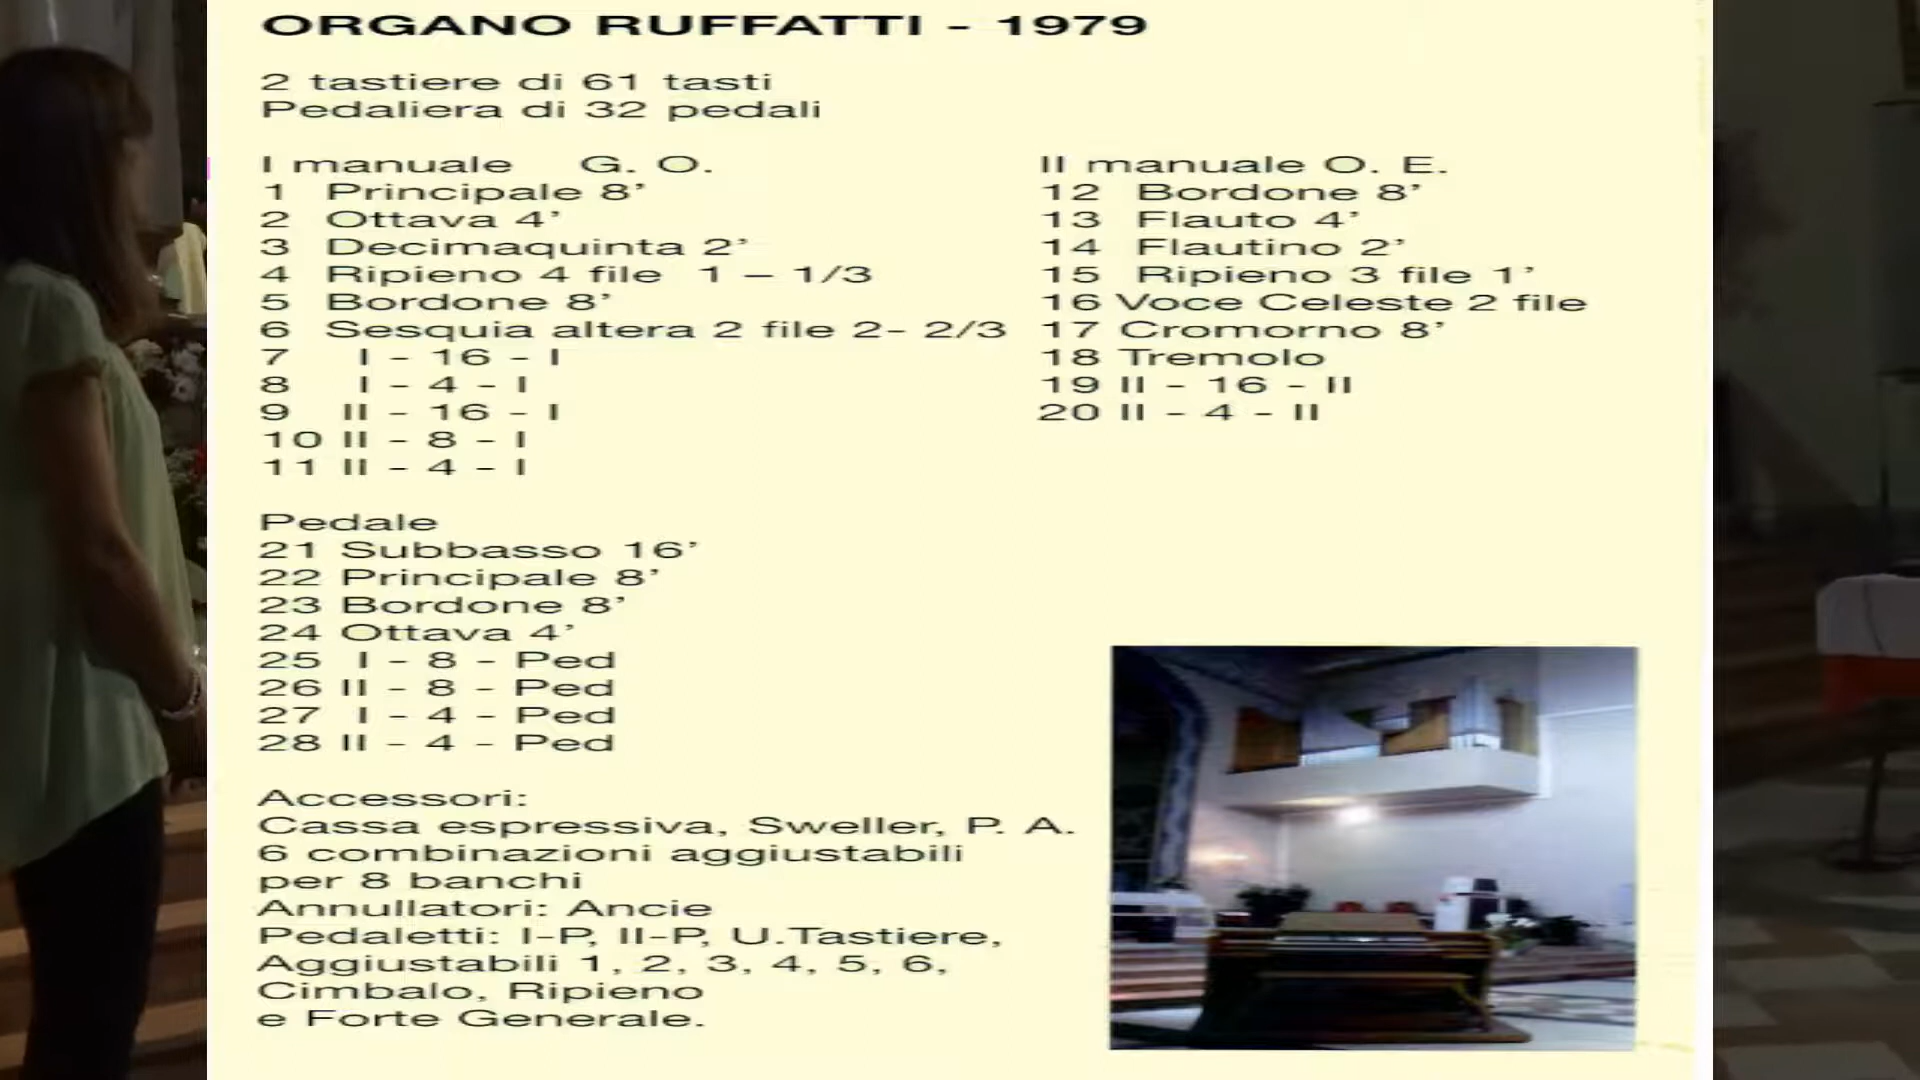 ORGANO RUFFATTI - 1979
2 tastiere di 61 tasti
Pedaliera di 32 pedali
I manuale G. O.
1 Principale 8'
2 Ottava 4'
3 Decimaquinta 2'
4 Ripieno 4 file 1 – 1/3
5 Bordone 8'
6 Sesquia altera 2 file 2- 2/3
7 I - 16 - I
8 I - 4 - I
9 II - 16 - I
10 II - 8 - I
11 II - 4 - I
II manuale O. E.
12 Bordone 8'
13 Flauto 4'
14 Flautino 2'
15 Ripieno 3 file 1'
16 Voce Celeste 2 file
17 Cromorno 8'
18 Tremolo
19 II - 16 - II
20 II - 4 - II
Pedale
21 Subbasso 16'
22 Principale 8'
23 Bordone 8'
24 Ottava 4'
25 I - 8 - Ped
26 II - 8 - Ped
27 I - 4 - Ped
28 II - 4 - Ped
Accessori:
Cassa espressiva, Sweller, P. A.
6 combinazioni aggiustabili
per 8 banchi
Annullatori: Ancie
Pedaletti: I-P, II-P, U.Tastiere,
Aggiustabili 1, 2, 3, 4, 5, 6,
Cimbalo, Ripieno
e Forte Generale.